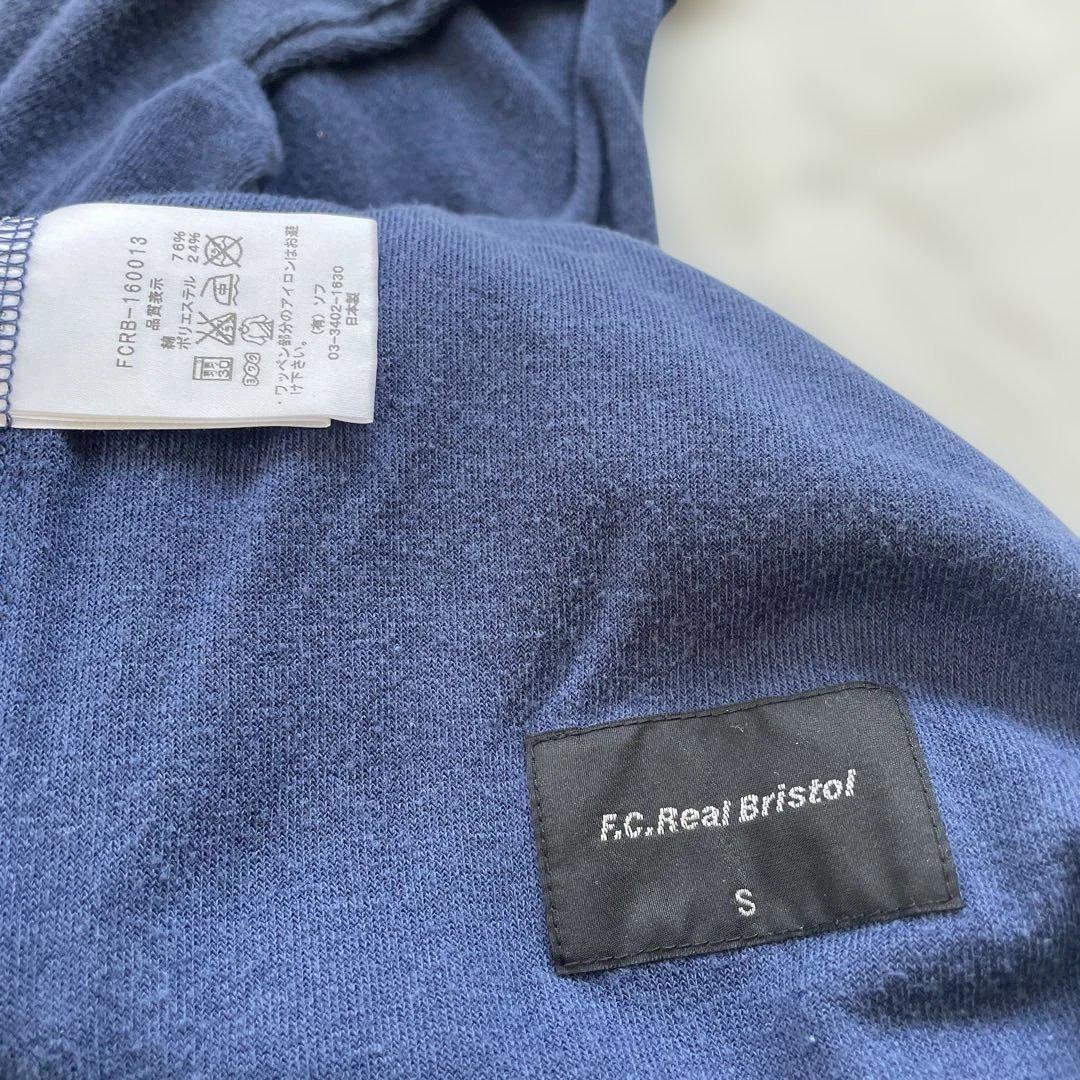 FCRB-160013
品質表示
綿 76%
ポリエステル 24%
30
・ワッペン部分のアイロンはお避
け下さい。
(有)ソフ
03-3402-1630
日本製
F.C.Real Bristol
S